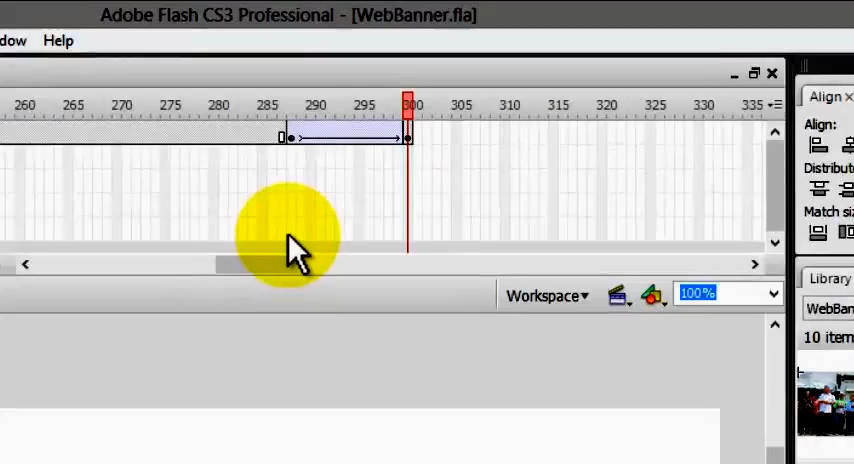 Adobe Flash CS3 Professional - [WebBanner.fla]
dow Help
260 265 270 275 280 285 290 295 300 305 310 315 320 325 330 335
Align
Align:
Distribut
Match siz
Workspace
100%
Library
WebBan
10 item